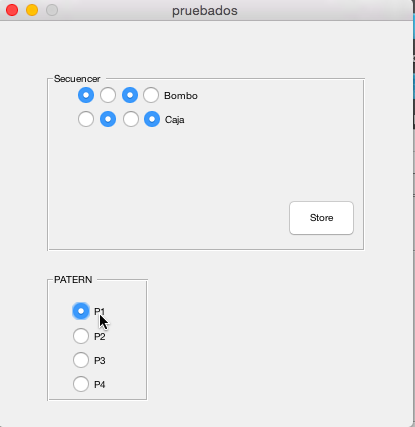 pruebados
Secuencer
Bombo
Caja
Store
PATERN
P1
P2
P3
P4